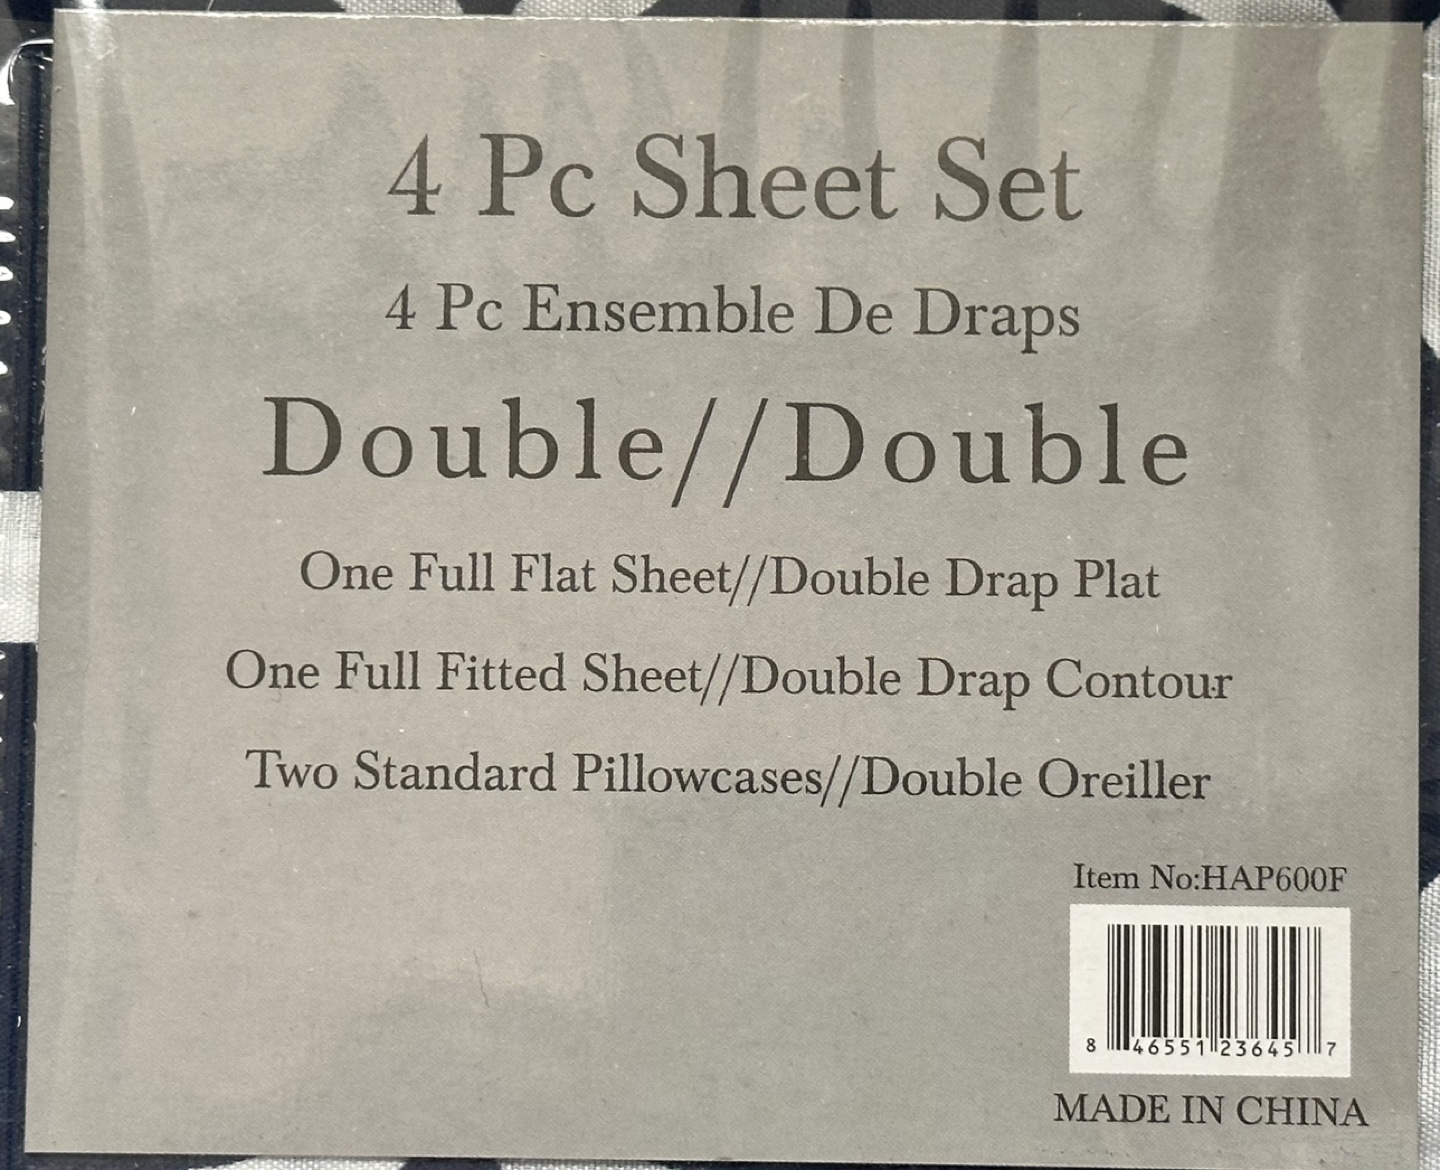 4 Pc Sheet Set
4 Pc Ensemble De Draps
Double//Double
One Full Flat Sheet//Double Drap Plat
One Full Fitted Sheet//Double Drap Contour
Two Standard Pillowcases//Double Oreiller
Item No:HAP600F
8 46551 23645 7
MADE IN CHINA